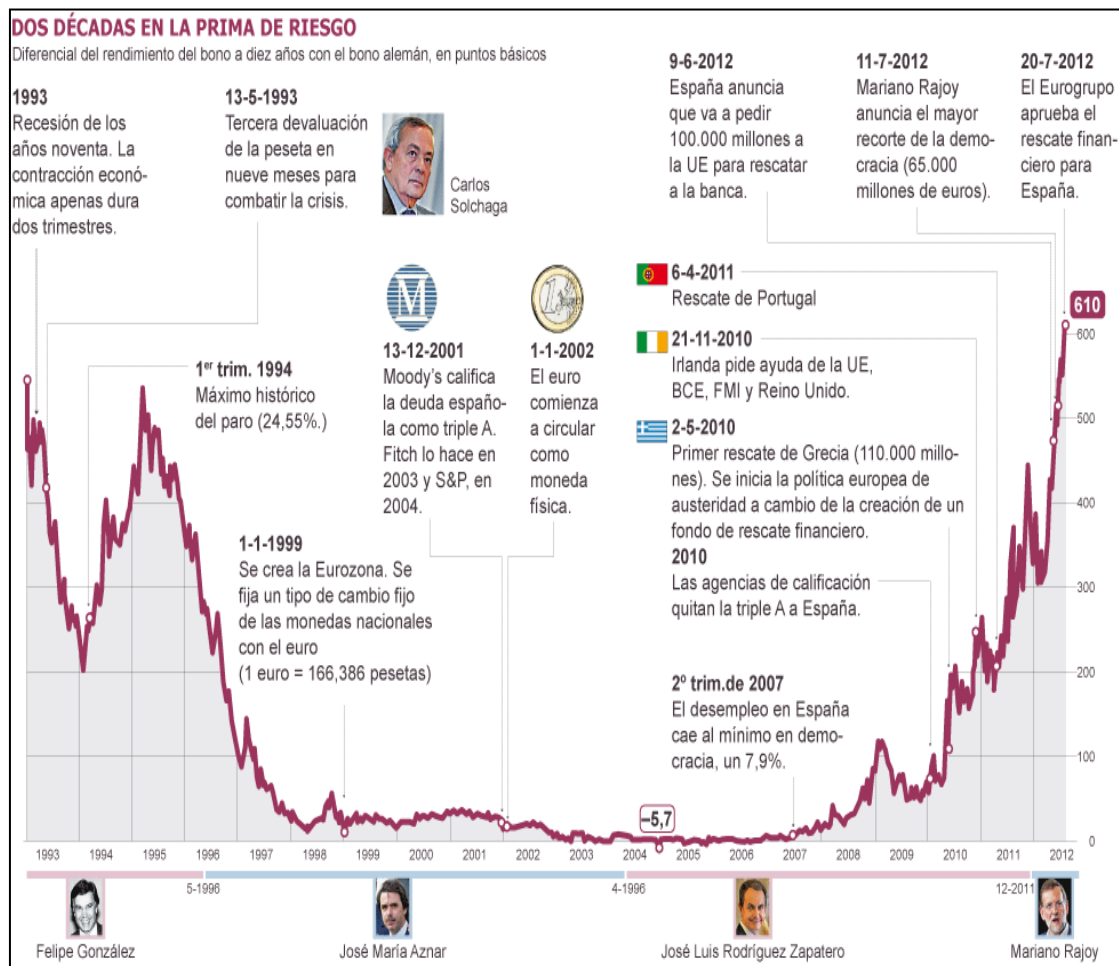 DOS DÉCADAS EN LA PRIMA DE RIESGO
Diferencial del rendimiento del bono a diez años con el bono alemán, en puntos básicos
1993
Recesión de los
años noventa. La
contracción econó-
mica apenas dura
dos trimestres.
13-5-1993
Tercera devaluación
de la peseta en
nueve meses para
combatir la crisis.
Carlos
Solchaga
9-6-2012
España anuncia
que va a pedir
100.000 millones a
la UE para rescatar
a la banca.
11-7-2012
Mariano Rajoy
anuncia el mayor
recorte de la demo-
cracia (65.000
millones de euros).
20-7-2012
El Eurogrupo
aprueba el
rescate finan-
ciero para
España.
1er trim. 1994
Máximo histórico
del paro (24,55%.)
M
13-12-2001
Moody's califica
la deuda españo-
la como triple A.
Fitch lo hace en
2003 y S&P, en
2004.
1
1-1-2002
El euro
comienza
a circular
como
moneda
física.
6-4-2011
Rescate de Portugal
21-11-2010
Irlanda pide ayuda de la UE,
BCE, FMI y Reino Unido.
2-5-2010
Primer rescate de Grecia (110.000 millo-
nes). Se inicia la política europea de
austeridad a cambio de la creación de un
fondo de rescate financiero.
2010
Las agencias de calificación
quitan la triple A a España.
1-1-1999
Se crea la Eurozona. Se
fija un tipo de cambio fijo
de las monedas nacionales
con el euro
(1 euro = 166,386 pesetas)
2º trim.de 2007
El desempleo en España
cae al mínimo en demo-
cracia, un 7,9%.
–5,7
610
600
500
400
300
200
100
0
1993 1994 1995 1996 1997 1998 1999 2000 2001 2002 2003 2004 2005 2006 2007 2008 2009 2010 2011 2012
5-1996 4-1996 12-2011
Felipe González José María Aznar José Luis Rodríguez Zapatero Mariano Rajoy